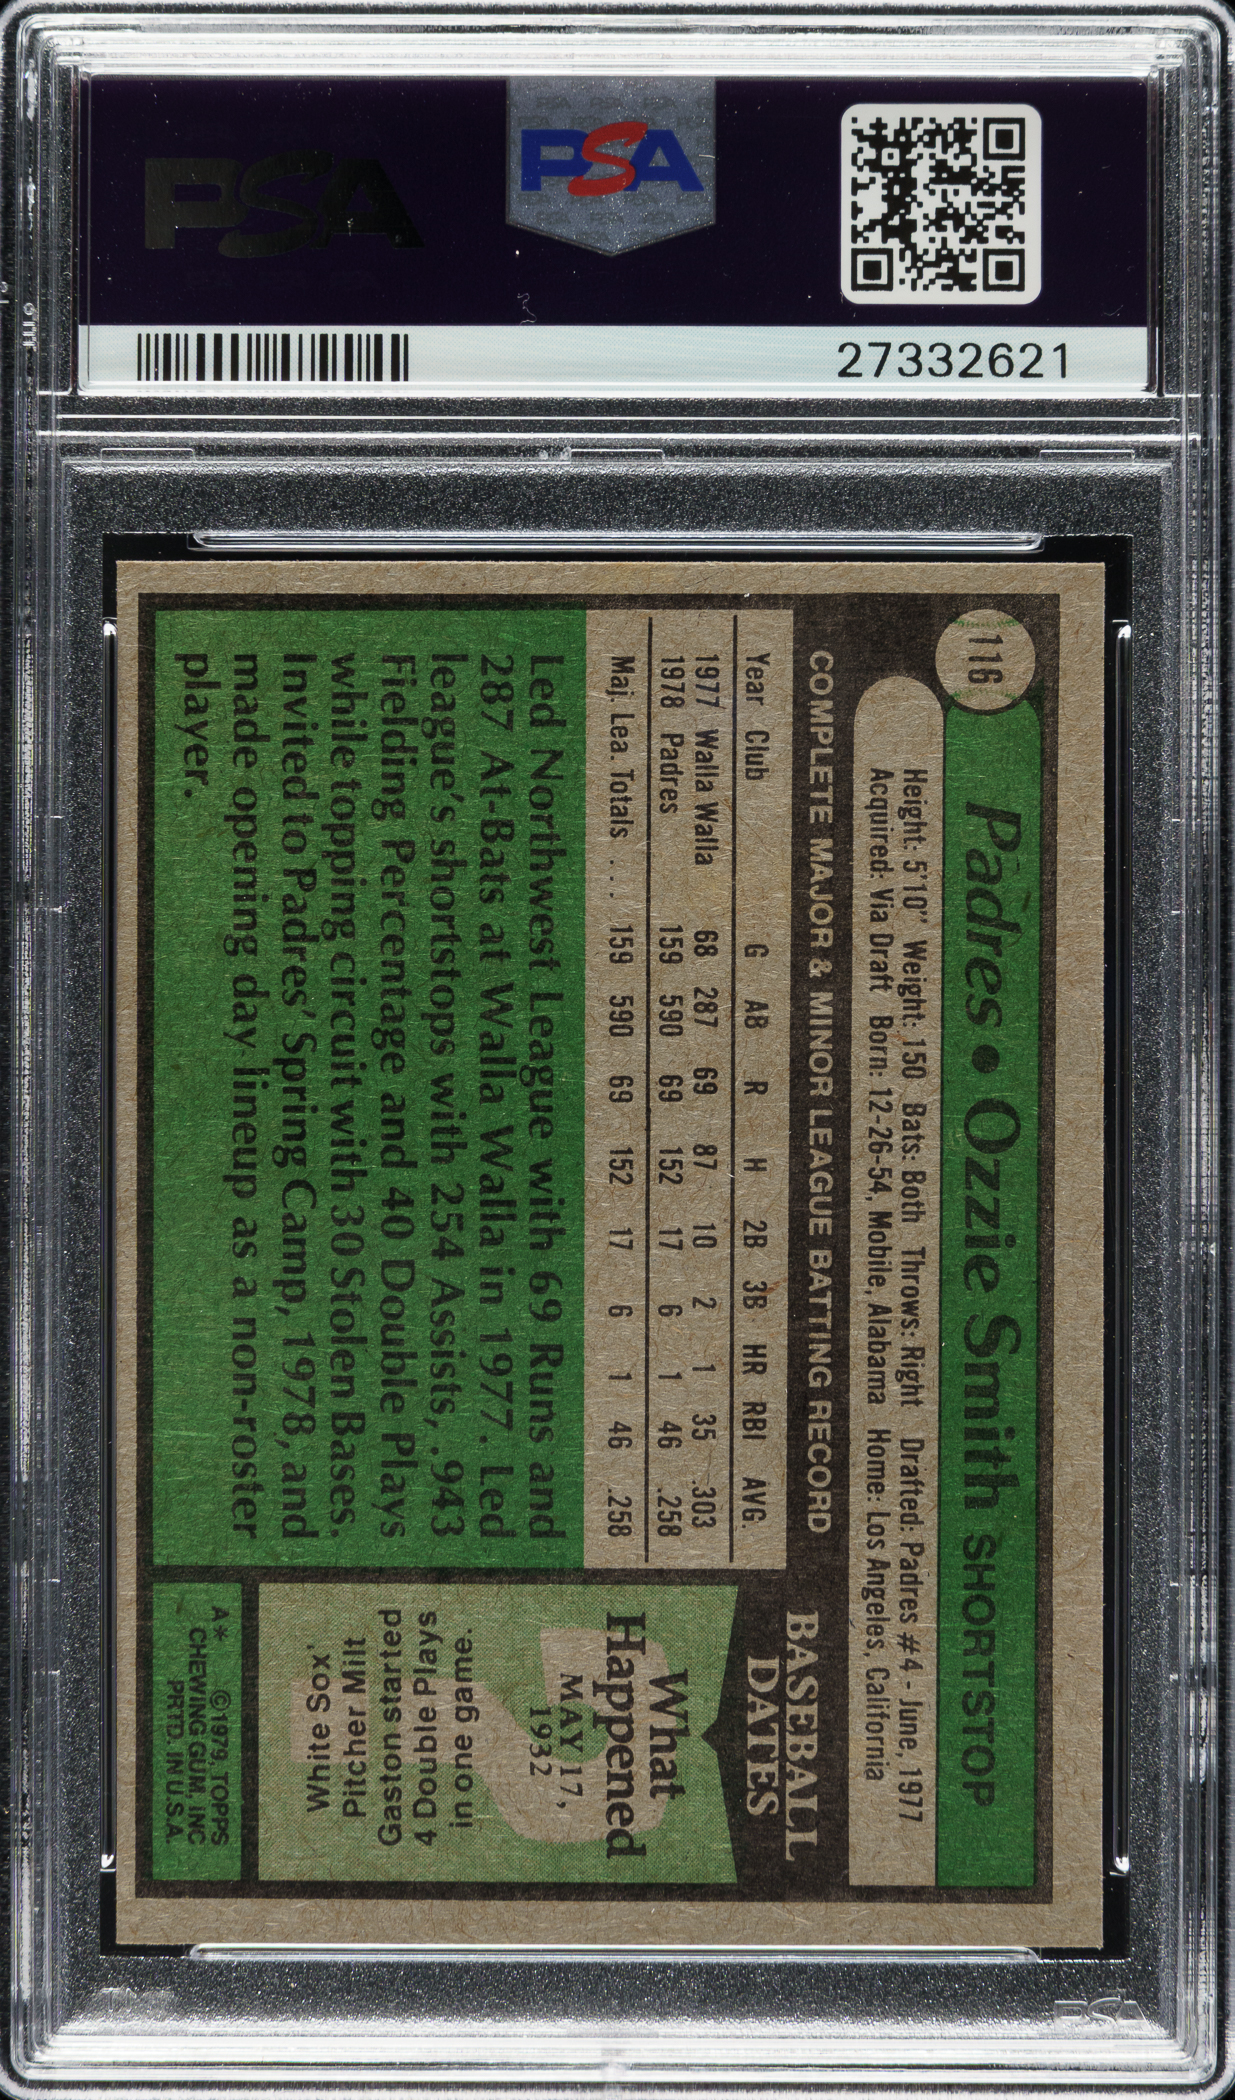 PSA
PSA
27332621
116
Padres • Ozzie Smith SHORTSTOP
Height: 5'10" Weight: 150 Bats: Both Throws: Right Drafted: Padres #4 - June, 1977
Acquired: Via Draft Born: 12-26-54, Mobile, Alabama Home: Los Angeles, California
COMPLETE MAJOR & MINOR LEAGUE BATTING RECORD
Year Club G AB R H 2B 3B HR RBI AVG.
1977 Walla Walla 68 287 69 87 10 2 1 35 .303
1978 Padres 159 590 69 152 17 6 1 46 .258
Maj. Lea. Totals . . . 159 590 69 152 17 6 1 46 .258
Led Northwest League with 69 Runs and
287 At-Bats at Walla Walla in 1977. Led
league's shortstops with 254 Assists, .943
Fielding Percentage and 40 Double Plays
while topping circuit with 30 Stolen Bases.
Invited to Padres' Spring Camp, 1978, and
made opening day lineup as a non-roster
player.
BASEBALL
DATES
What
Happened
MAY 17,
1932
White Sox'
Pitcher Milt
Gaston started
4 Double Plays
in one game.
A* ©1979, TOPPS
CHEWING GUM, INC
PRTD. IN U.S.A.
PSA